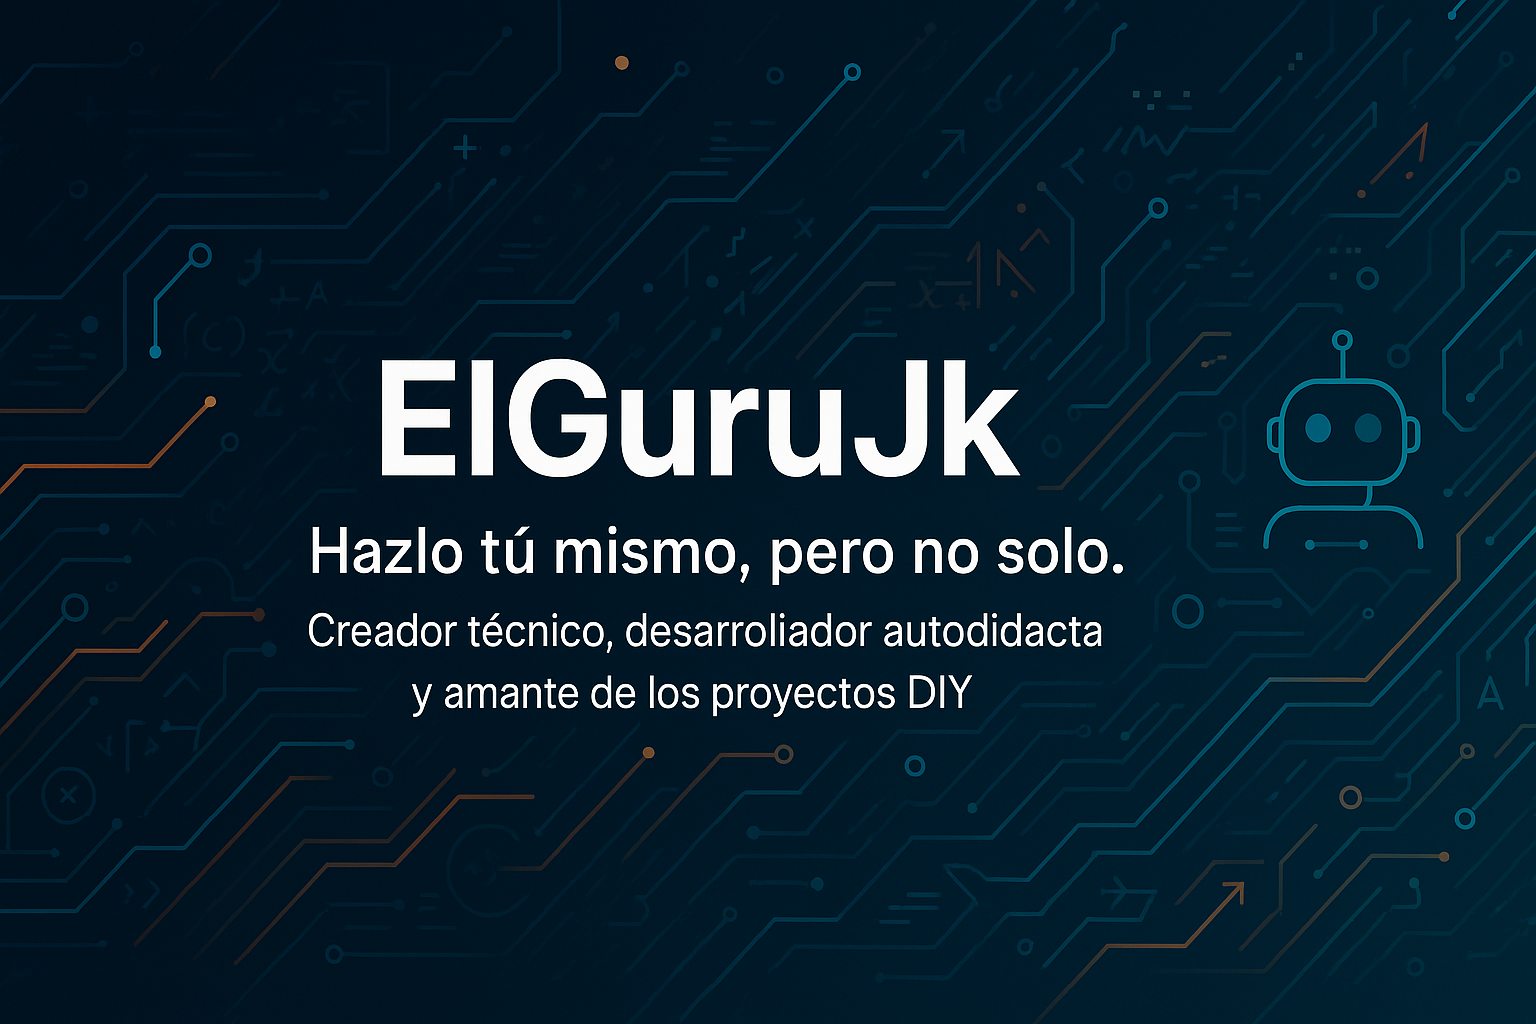 ElGuruJk
Hazlo tú mismo, pero no solo.
Creador técnico, desarroliador autodidacta
y amante de los proyectos DIY
A